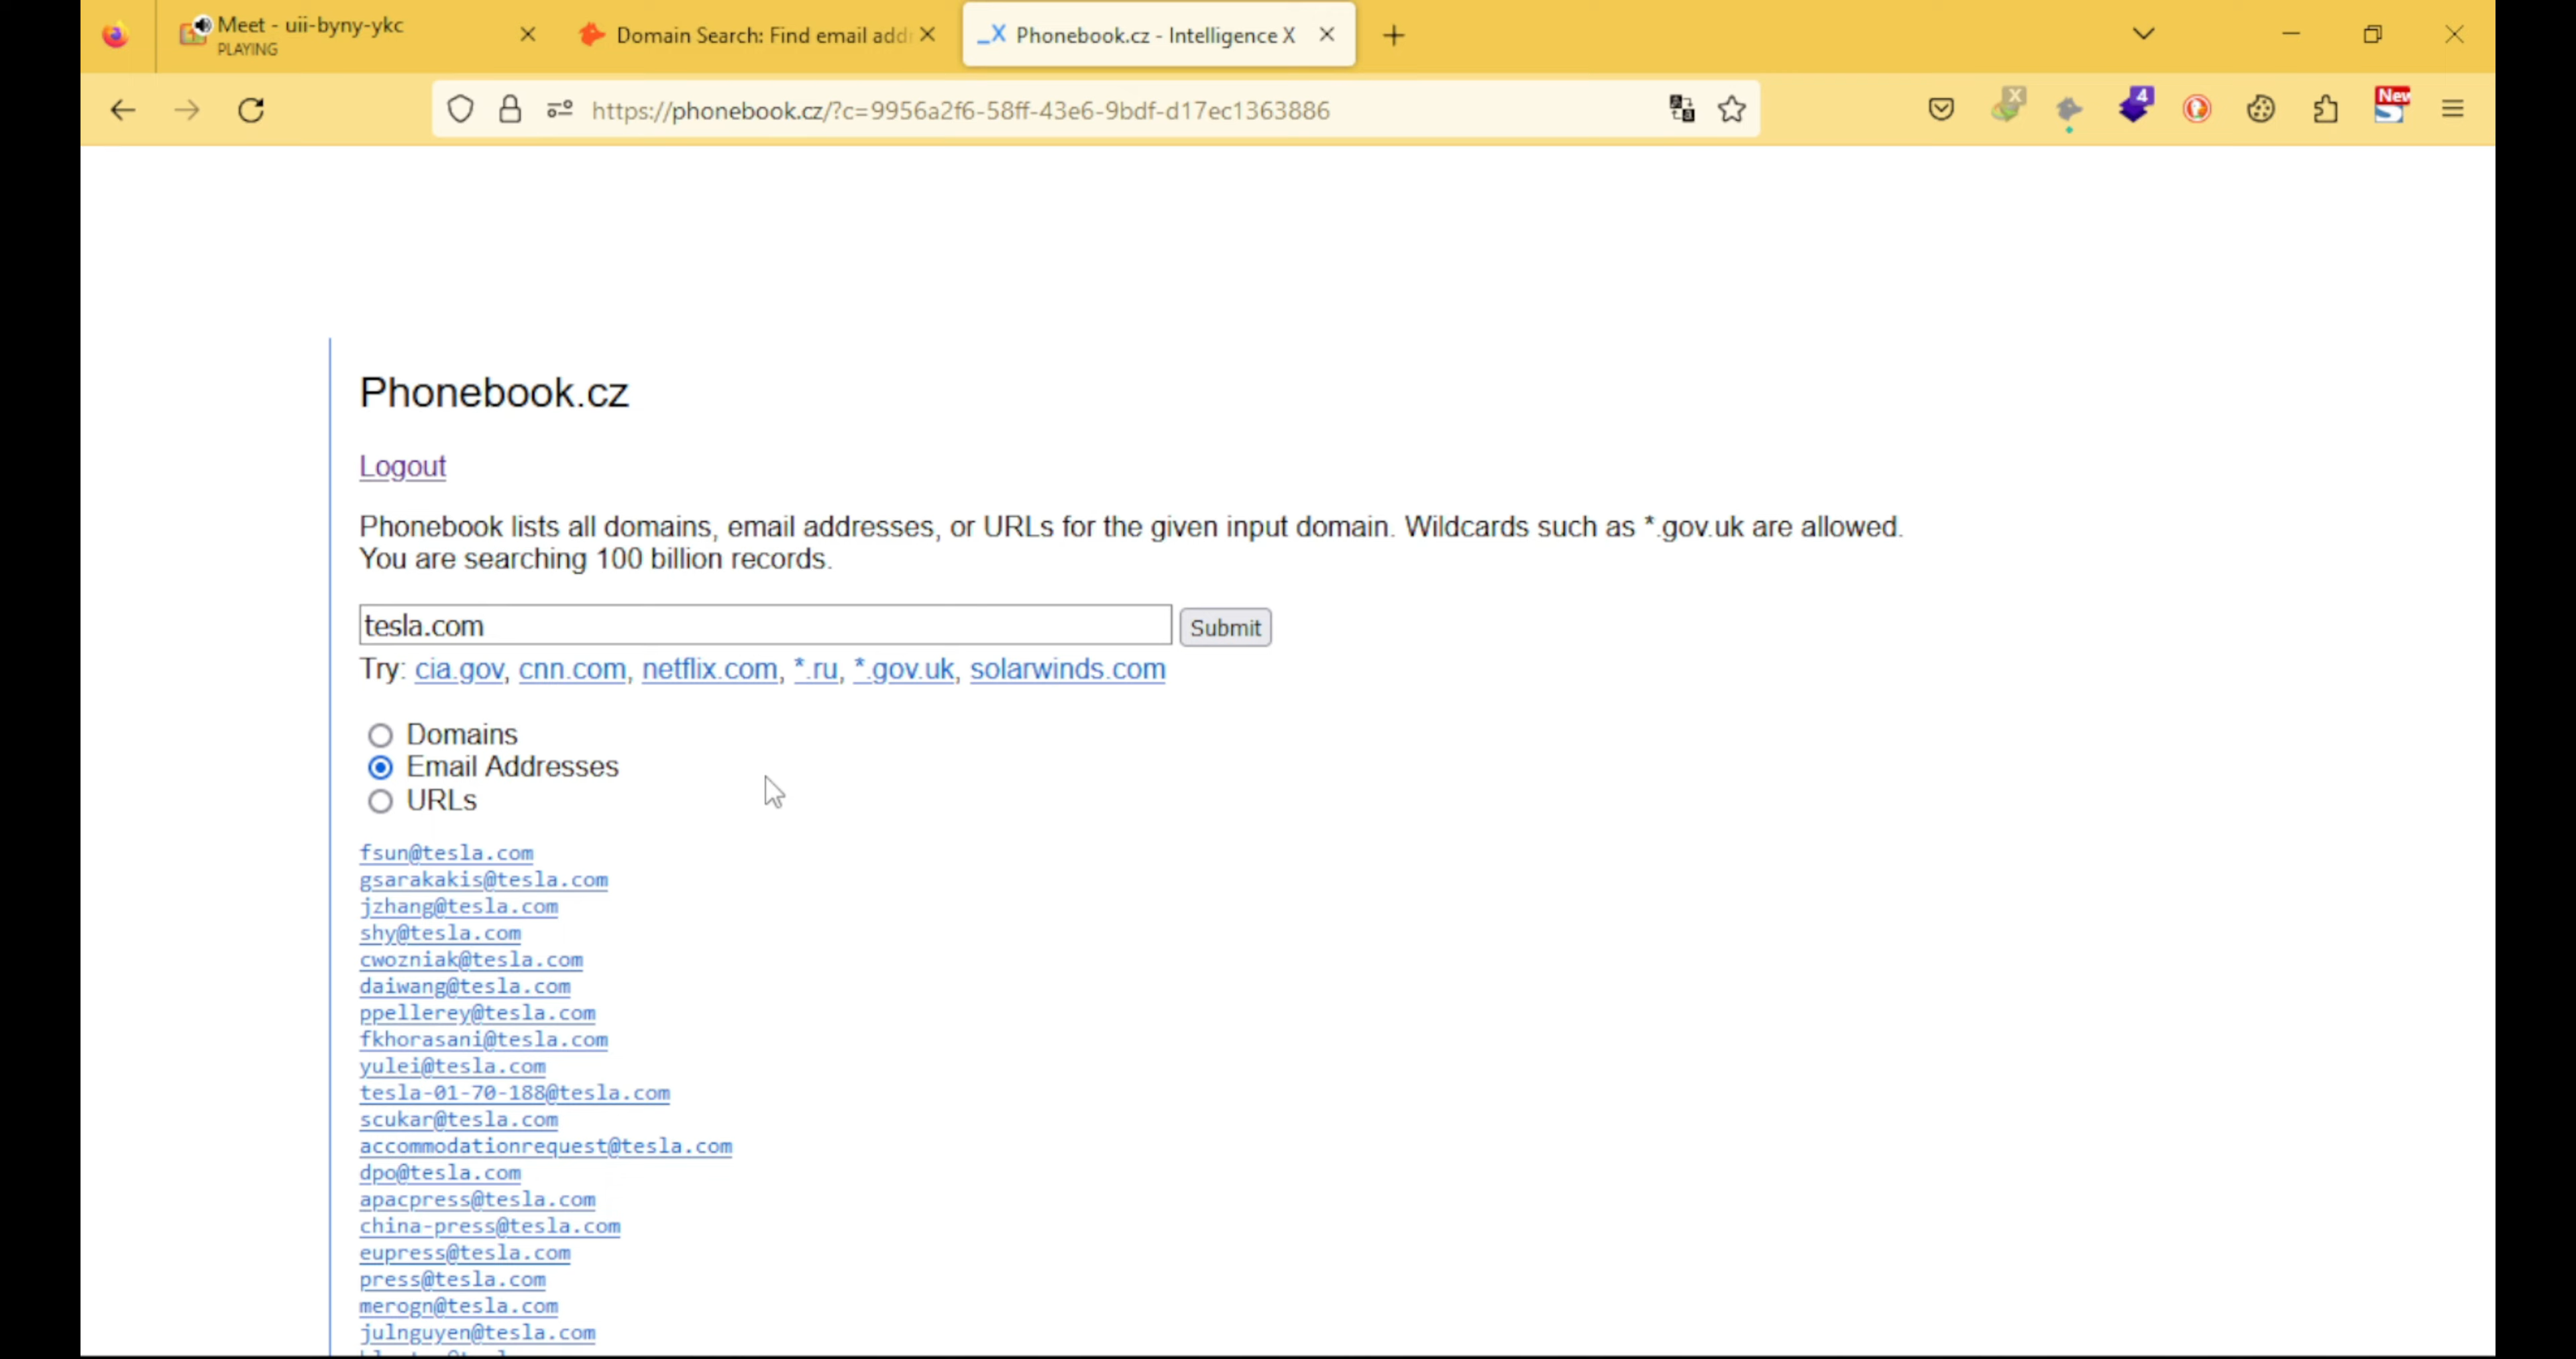 Meet - uii-byny-ykc
PLAYING
Domain Search: Find email add
Phonebook.cz - Intelligence X
https://phonebook.cz/?c=9956a2f6-58ff-43e6-9bdf-d17ec1363886
X
4
New
Phonebook.cz
Logout
Phonebook lists all domains, email addresses, or URLs for the given input domain. Wildcards such as *.gov.uk are allowed.
You are searching 100 billion records.
tesla.com
Submit
Try: cia.gov, cnn.com, netflix.com, *.ru, *.gov.uk, solarwinds.com
Domains
Email Addresses
URLs
fsun@tesla.com
gsarakakis@tesla.com
jzhang@tesla.com
shy@tesla.com
cwozniak@tesla.com
daiwang@tesla.com
ppellerey@tesla.com
fkhorasani@tesla.com
yulei@tesla.com
tesla-01-70-188@tesla.com
scukar@tesla.com
accommodationrequest@tesla.com
dpo@tesla.com
apacpress@tesla.com
china-press@tesla.com
eupress@tesla.com
press@tesla.com
merogn@tesla.com
julnguyen@tesla.com